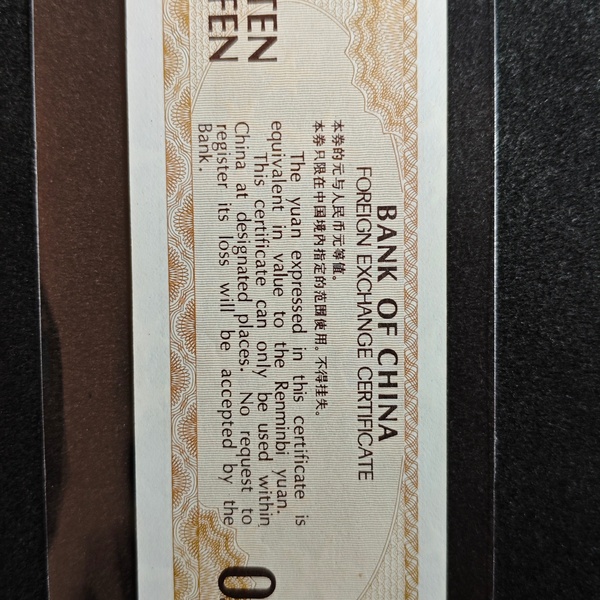 TEN
FEN
BANK OF CHINA
FOREIGN EXCHANGE CERTIFICATE
本券的元与人民币元等值。
本券只限在中国境内指定的范围使用。不得挂失。
The yuan expressed in this certificate is
equivalent in value to the Renminbi yuan.
This certificate can only be used within
China at designated places. No request to
register its loss will be accepted by the
Bank.
0